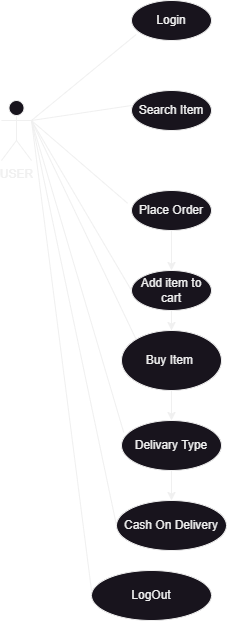 Login
Search Item
USER
Place Order
Add item to
cart
Buy Item
Delivary Type
Cash On Delivery
LogOut